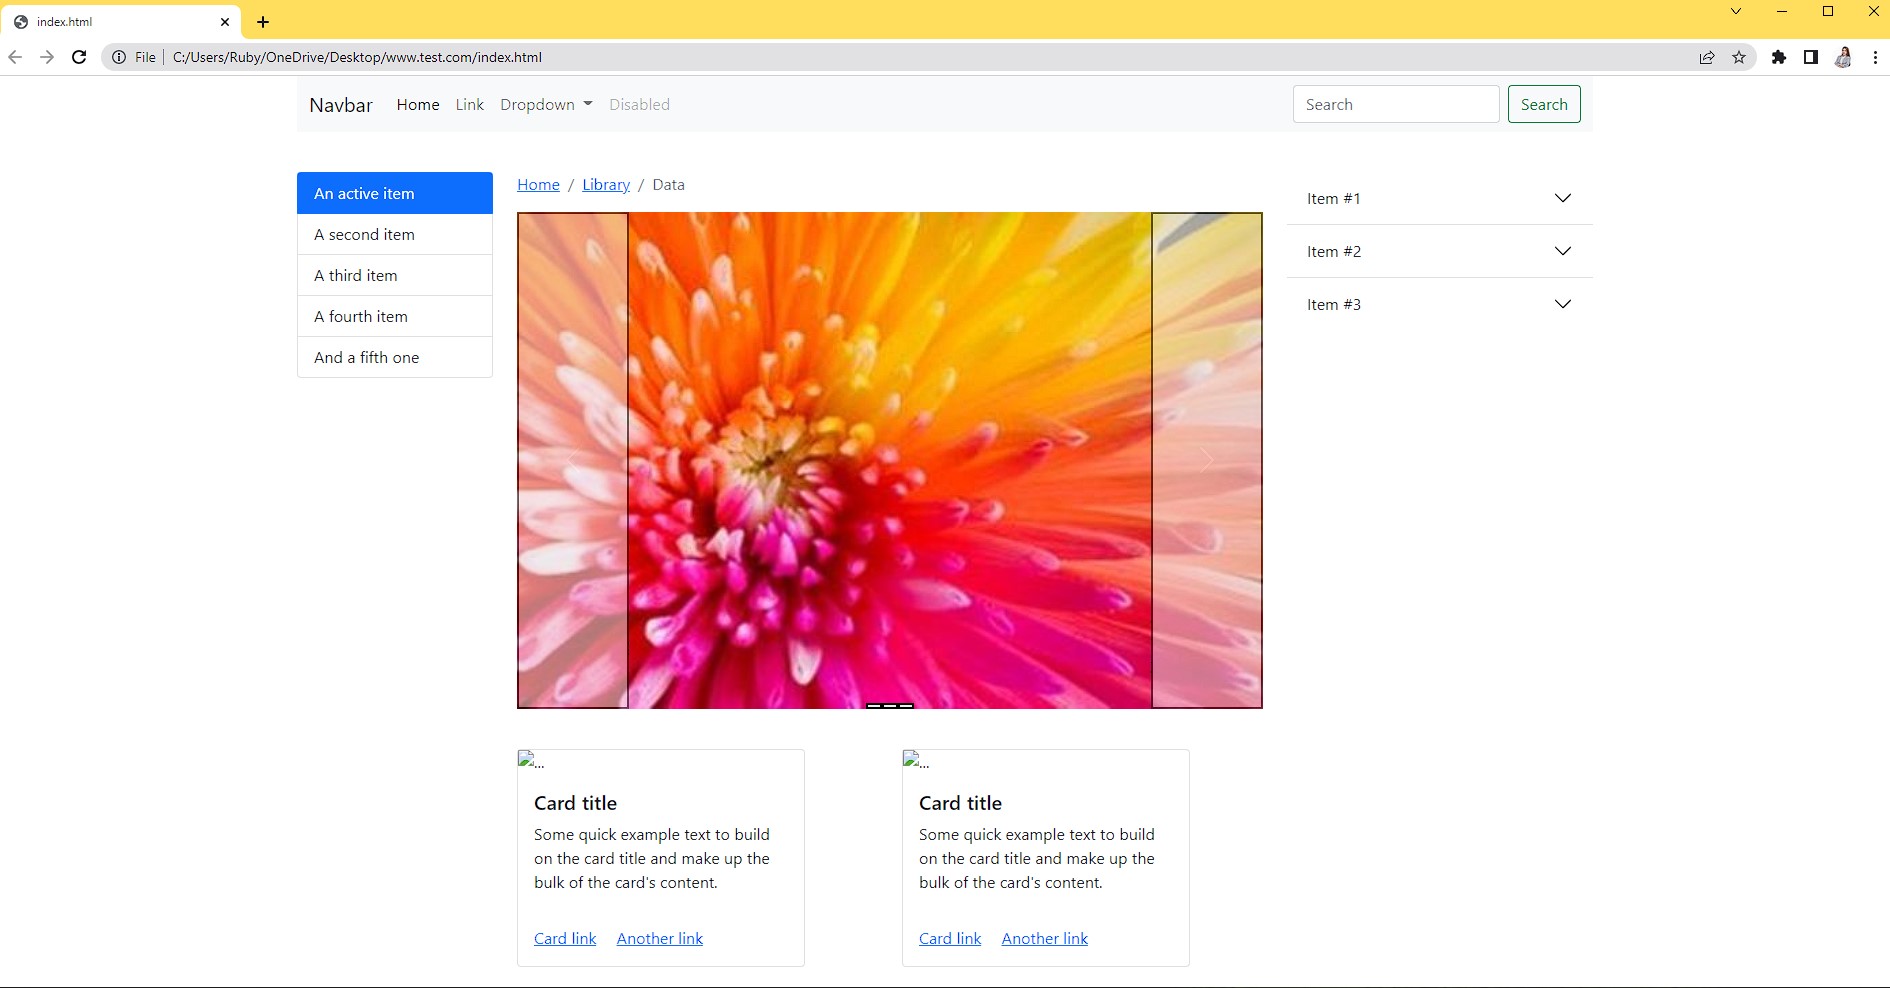 index.html
File C:/Users/Ruby/OneDrive/Desktop/www.test.com/index.html
Navbar Home Link Dropdown Disabled Search Search
An active item
A second item
A third item
A fourth item
And a fifth one
Home / Library / Data
Item #1
Item #2
Item #3
...
Card title
Some quick example text to build
on the card title and make up the
bulk of the card's content.
Card link Another link
...
Card title
Some quick example text to build
on the card title and make up the
bulk of the card's content.
Card link Another link